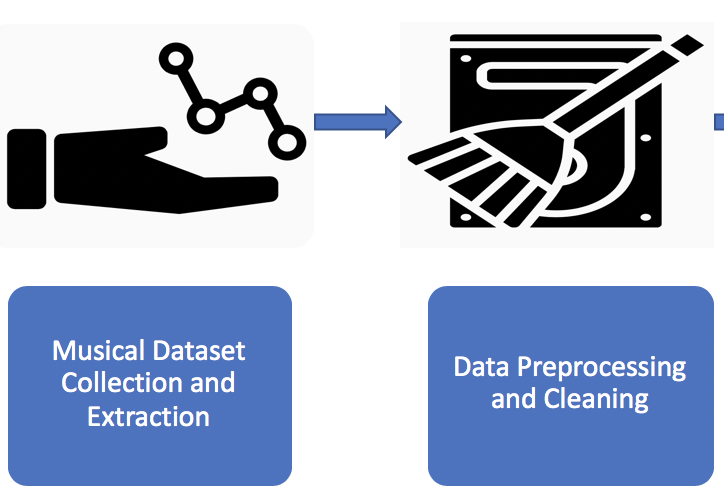 Musical Dataset
Collection and
Extraction
Data Preprocessing
and Cleaning